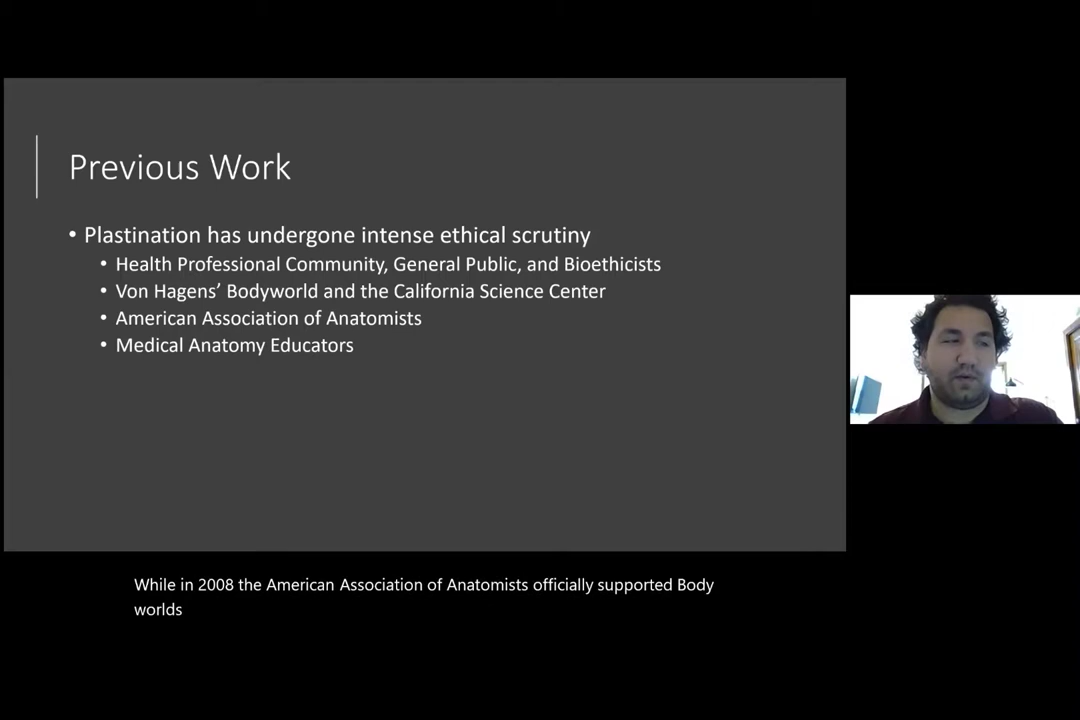 Previous Work
• Plastination has undergone intense ethical scrutiny
• Health Professional Community, General Public, and Bioethicists
• Von Hagens’ Bodyworld and the California Science Center
• American Association of Anatomists
• Medical Anatomy Educators
While in 2008 the American Association of Anatomists officially supported Body
worlds